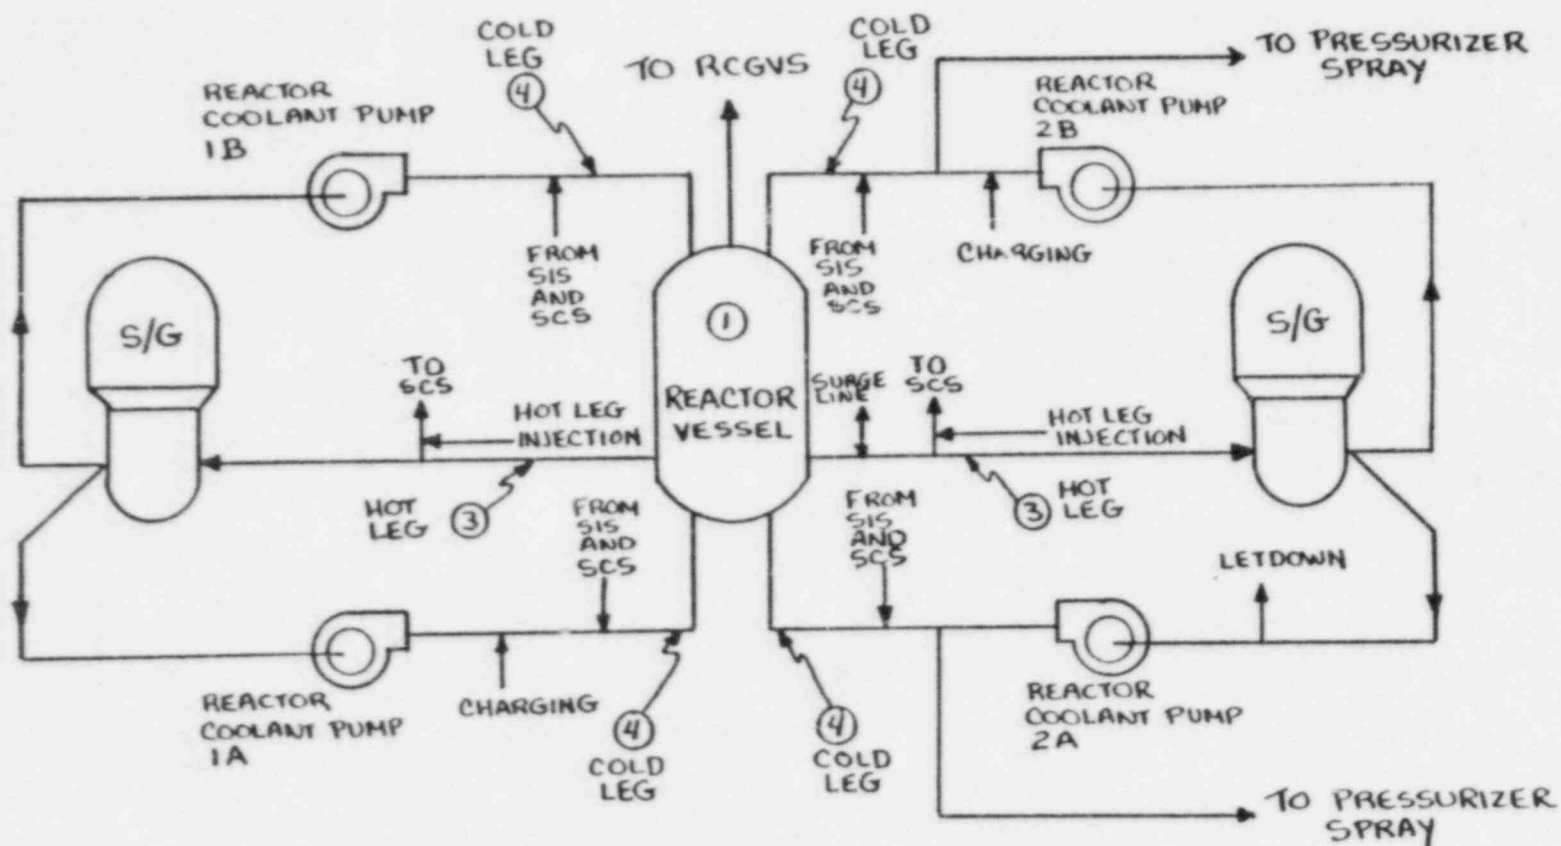 COLD
LEG
4
TO RCGVS
COLD
LEG
4
TO PRESSURIZER
SPRAY
REACTOR
COOLANT PUMP
1B
REACTOR
COOLANT PUMP
2B
FROM
SIS
AND
SCS
FROM
SIS
AND
SCS
CHARGING
S/G
1
REACTOR
VESSEL
S/G
TO
SCS
HOT LEG
INJECTION
SURGE
LINE
TO
SCS
HOT LEG
INJECTION
HOT
LEG
3
FROM
SIS
AND
SCS
FROM
SIS
AND
SCS
3
HOT
LEG
LETDOWN
REACTOR
COOLANT PUMP
1A
CHARGING
4
COLD
LEG
4
COLD
LEG
REACTOR
COOLANT PUMP
2A
TO PRESSURIZER
SPRAY